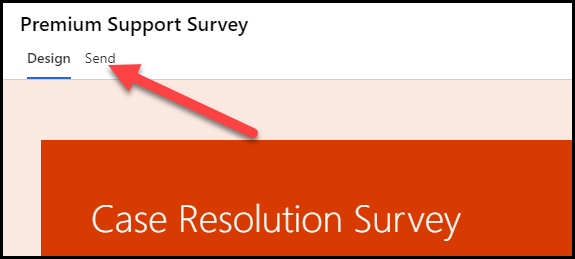 Premium Support Survey
Design Send
Case Resolution Survey